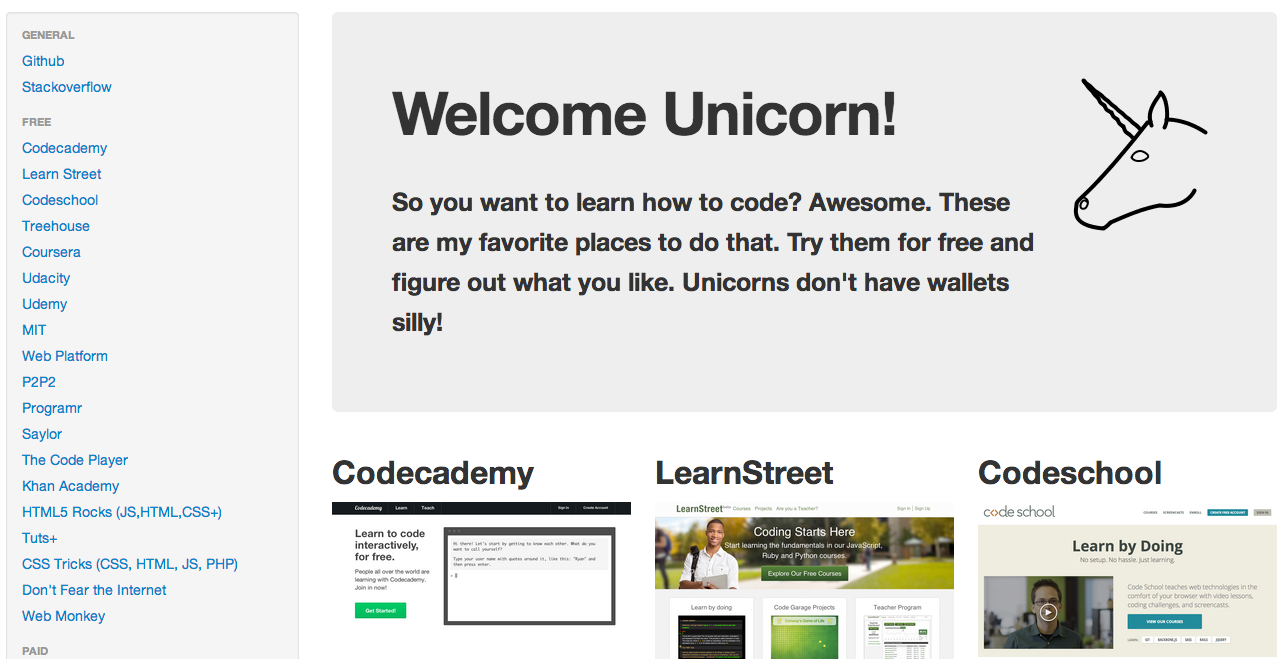 GENERAL
Github
Stackoverflow
FREE
Codecademy
Learn Street
Codeschool
Treehouse
Coursera
Udacity
Udemy
MIT
Web Platform
P2P2
Programr
Saylor
The Code Player
Khan Academy
HTML5 Rocks (JS,HTML,CSS+)
Tuts+
CSS Tricks (CSS, HTML, JS, PHP)
Don't Fear the Internet
Web Monkey
PAID
Welcome Unicorn!
So you want to learn how to code? Awesome. These
are my favorite places to do that. Try them for free and
figure out what you like. Unicorns don't have wallets
silly!
Codecademy
Codecademy Learn Teach Sign in Create Account
Learn to code
interactively,
for free.
People all over the world are
learning with Codecademy.
Join in now!
Get Started!
Hi there! Let's start by getting to know each other. What do you
want to call yourself?
Type your user name with quotes around it, like this: "Ryan" and
then press enter.
LearnStreet
LearnStreet beta Courses Projects Are you a Teacher? Sign In Sign Up
Coding Starts Here
Start learning the fundamentals in our JavaScript,
Ruby and Python courses.
Explore Our Free Courses
Learn by doing
Code Garage Projects
Conway's Game of Life
Teacher Program
Codeschool
code school COURSES SCREENCASTS ENROLL CREATE FREE ACCOUNT SIGN IN
Learn by Doing
No setup. No hassle. Just learning.
Code School teaches web technologies in the
comfort of your browser with video lessons,
coding challenges, and screencasts.
VIEW OUR COURSES
GIT BACKBONE.JS SASS RAILS JQUERY